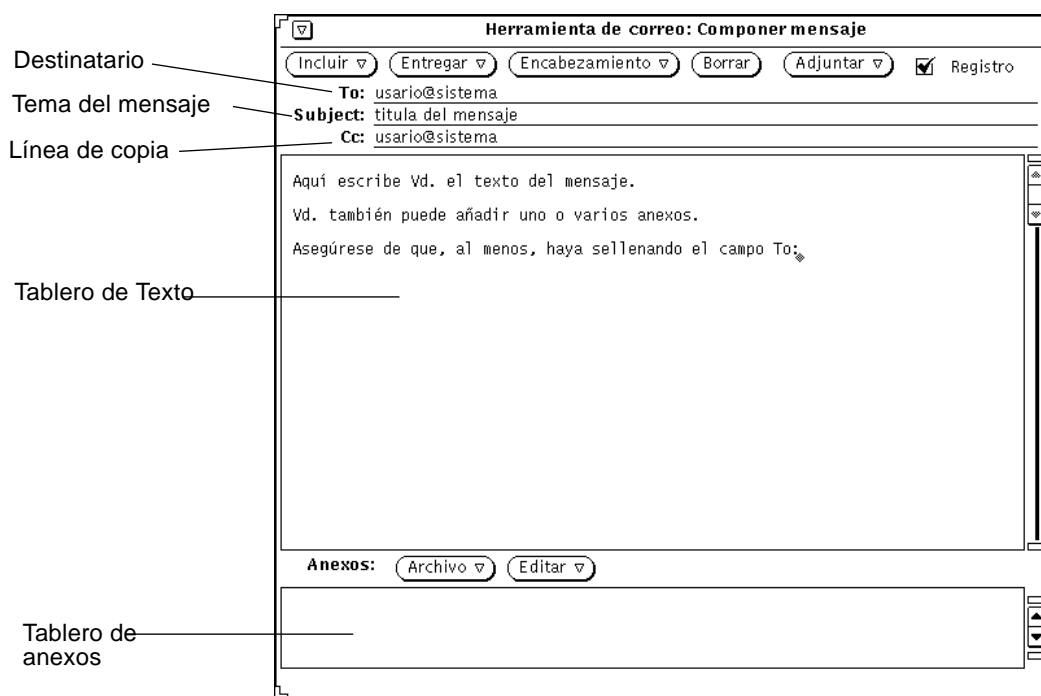 Herramienta de correo: Componer mensaje
Incluir Entregar Encabezamiento Borrar Adjuntar Registro
Destinatario
To: usario@sistema
Tema del mensaje
Subject: titula del mensaje
Línea de copia
Cc: usario@sistema
Aquí escribe Vd. el texto del mensaje.
Vd. también puede añadir uno o varios anexos.
Asegúrese de que, al menos, haya sellenando el campo To:
Tablero de Texto
Anexos: Archivo Editar
Tablero de
anexos